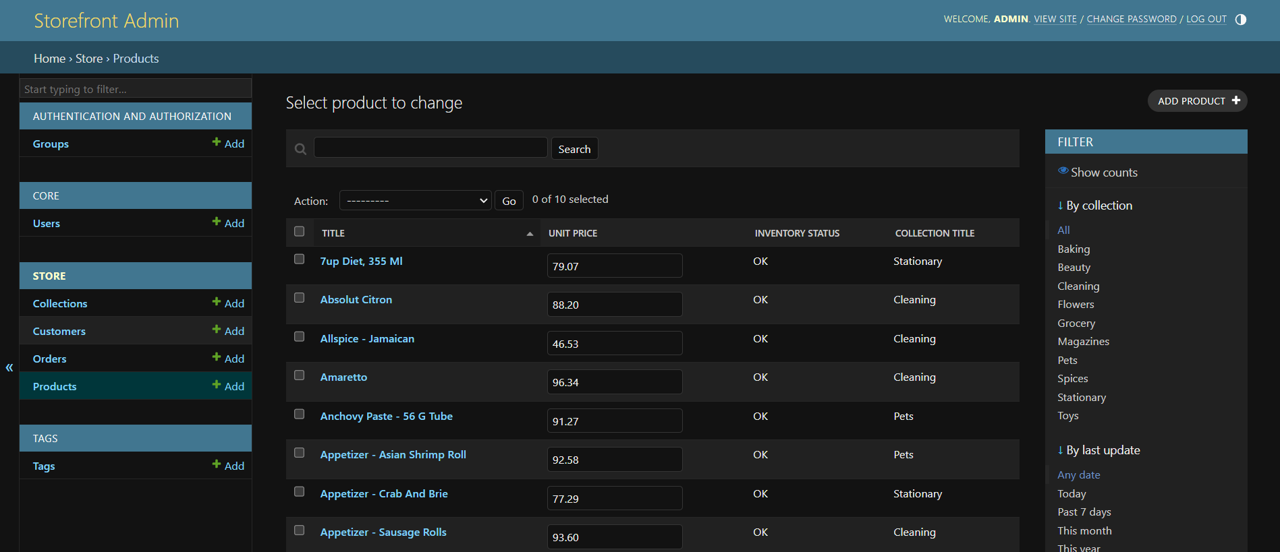 Storefront Admin
WELCOME, ADMIN. VIEW SITE / CHANGE PASSWORD / LOG OUT
Home › Store › Products
Start typing to filter...
AUTHENTICATION AND AUTHORIZATION
Groups + Add
CORE
Users + Add
STORE
Collections + Add
Customers + Add
Orders + Add
Products + Add
TAGS
Tags + Add
«
Select product to change
ADD PRODUCT +
Search
Action: --------- Go 0 of 10 selected
TITLE UNIT PRICE INVENTORY STATUS COLLECTION TITLE
7up Diet, 355 Ml 79.07 OK Stationary
Absolut Citron 88.20 OK Cleaning
Allspice - Jamaican 46.53 OK Cleaning
Amaretto 96.34 OK Cleaning
Anchovy Paste - 56 G Tube 91.27 OK Pets
Appetizer - Asian Shrimp Roll 92.58 OK Pets
Appetizer - Crab And Brie 77.29 OK Stationary
Appetizer - Sausage Rolls 93.60 OK Cleaning
FILTER
Show counts
↓ By collection
All
Baking
Beauty
Cleaning
Flowers
Grocery
Magazines
Pets
Spices
Stationary
Toys
↓ By last update
Any date
Today
Past 7 days
This month
This year